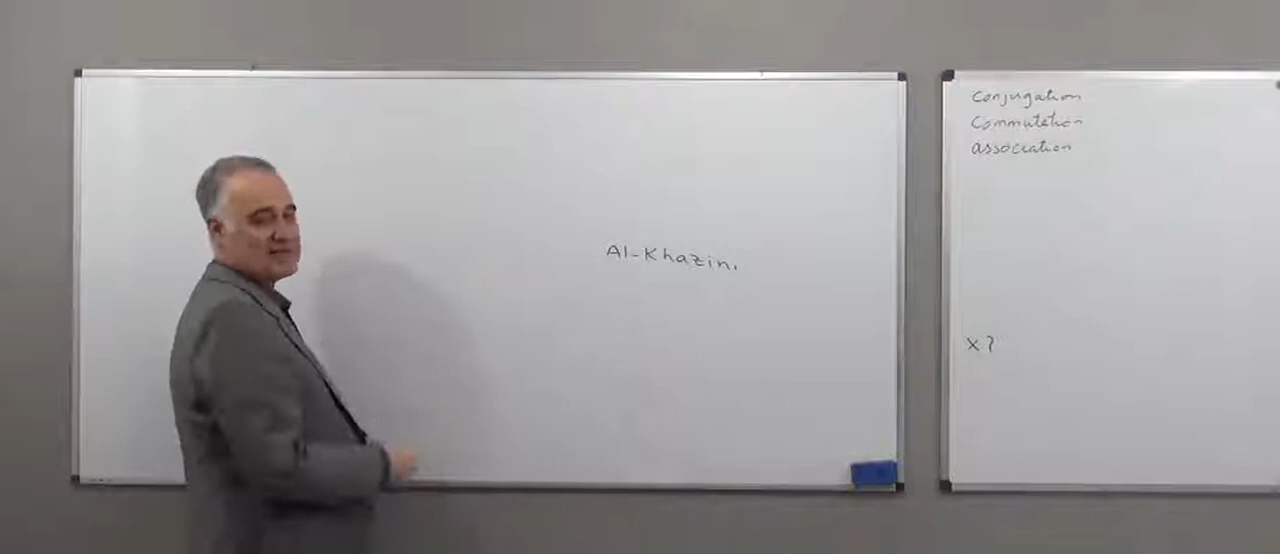 Al-Khazini
Conjugation
Commutation
association
x?